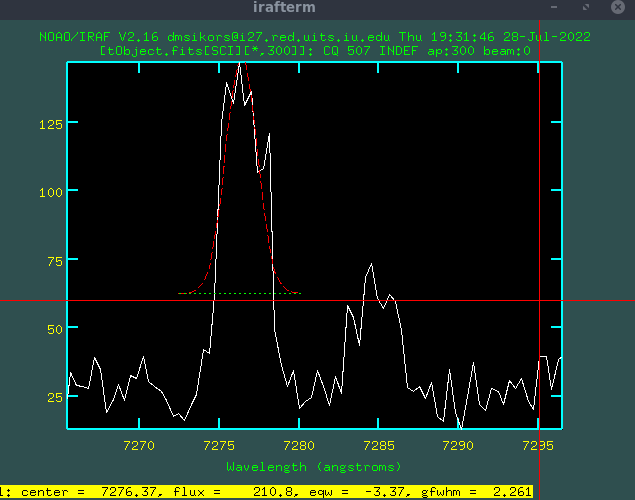 irafterm
NOAO/IRAF V2.16 dmsikors@i27.red.uits.iu.edu Thu 19:31:46 28-Jul-2022
[tObject.fits[SCI][*,300]]: CQ 507 INDEF ap:300 beam:0
125
100
75
50
25
7270 7275 7280 7285 7290 7295
Wavelength (angstroms)
1: center = 7276.37, flux = 210.8, eqw = -3.37, gfwhm = 2.261